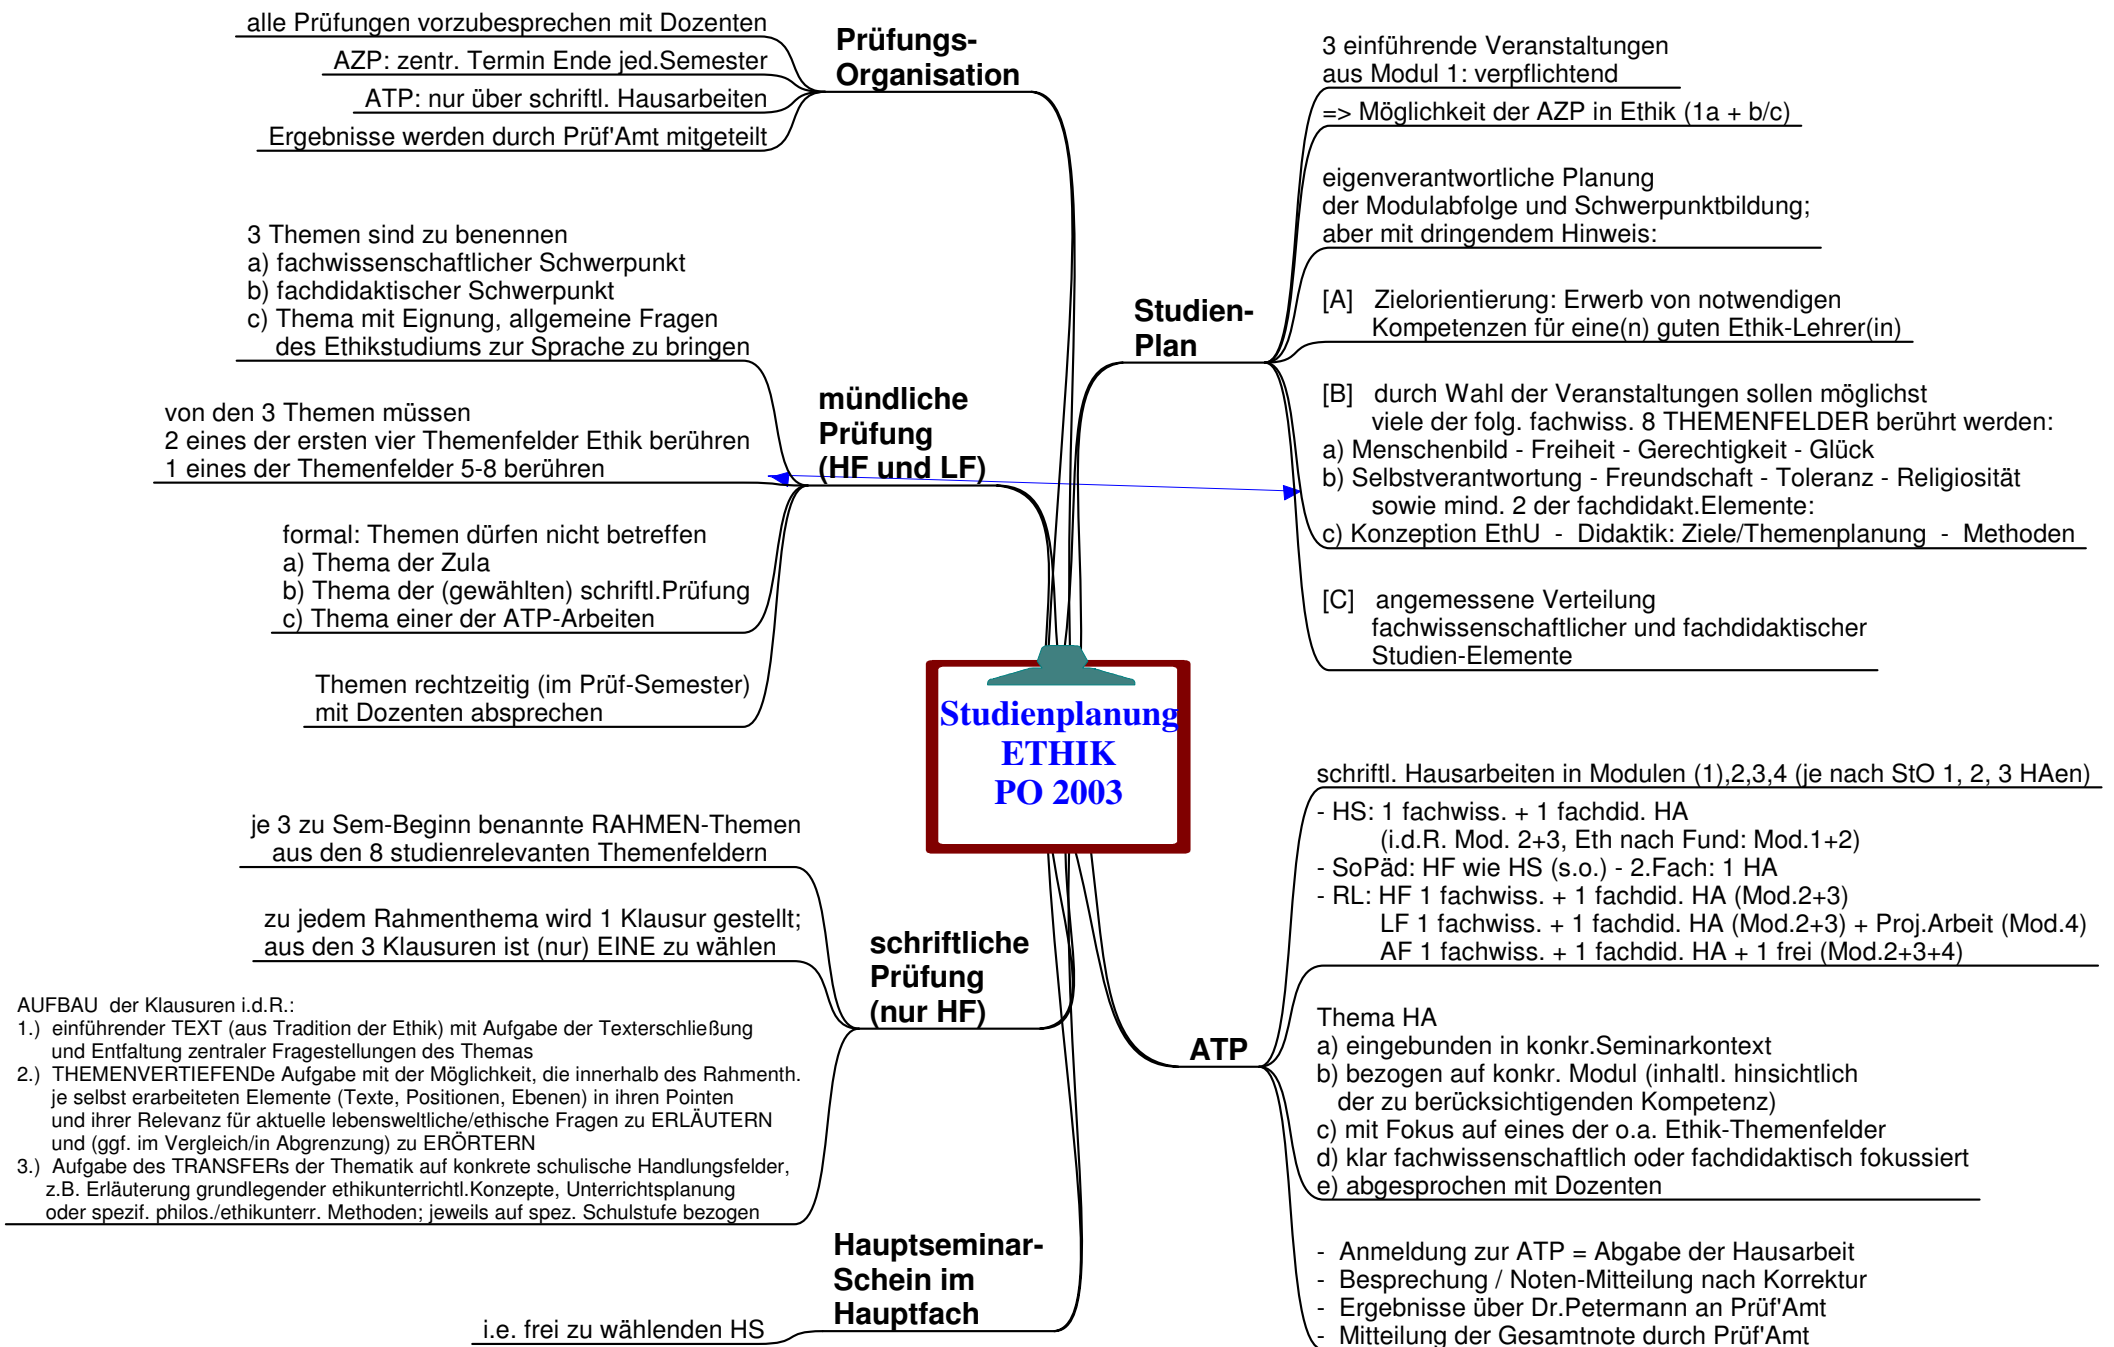 alle Prüfungen vorzubesprechen mit Dozenten
AZP: zentr. Termin Ende jed.Semester
ATP: nur über schriftl. Hausarbeiten
Ergebnisse werden durch Prüf'Amt mitgeteilt
Prüfungs-
Organisation
3 Themen sind zu benennen
a) fachwissenschaftlicher Schwerpunkt
b) fachdidaktischer Schwerpunkt
c) Thema mit Eignung, allgemeine Fragen
des Ethikstudiums zur Sprache zu bringen
von den 3 Themen müssen
2 eines der ersten vier Themenfelder Ethik berühren
1 eines der Themenfelder 5-8 berühren
formal: Themen dürfen nicht betreffen
a) Thema der Zula
b) Thema der (gewählten) schriftl.Prüfung
c) Thema einer der ATP-Arbeiten
Themen rechtzeitig (im Prüf-Semester)
mit Dozenten absprechen
mündliche
Prüfung
(HF und LF)
je 3 zu Sem-Beginn benannte RAHMEN-Themen
aus den 8 studienrelevanten Themenfeldern
zu jedem Rahmenthema wird 1 Klausur gestellt;
aus den 3 Klausuren ist (nur) EINE zu wählen
AUFBAU  der Klausuren i.d.R.:
1.)  einführender TEXT (aus Tradition der Ethik) mit Aufgabe der Texterschließung
und Entfaltung zentraler Fragestellungen des Themas
2.)  THEMENVERTIEFENDe Aufgabe mit der Möglichkeit, die innerhalb des Rahmenth.
je selbst erarbeiteten Elemente (Texte, Positionen, Ebenen) in ihren Pointen
und ihrer Relevanz für aktuelle lebensweltliche/ethische Fragen zu ERLÄUTERN
und (ggf. im Vergleich/in Abgrenzung) zu ERÖRTERN
3.)  Aufgabe des TRANSFERs der Thematik auf konkrete schulische Handlungsfelder,
z.B. Erläuterung grundlegender ethikunterrichtl.Konzepte, Unterrichtsplanung
oder spezif. philos./ethikunterr. Methoden; jeweils auf spez. Schulstufe bezogen
schriftliche
Prüfung
(nur HF)
Hauptseminar-
Schein im
Hauptfach
i.e. frei zu wählenden HS
Studienplanung
ETHIK
PO 2003
Studien-
Plan
3 einführende Veranstaltungen
aus Modul 1: verpflichtend
=> Möglichkeit der AZP in Ethik (1a + b/c)
eigenverantwortliche Planung
der Modulabfolge und Schwerpunktbildung;
aber mit dringendem Hinweis:
[A]   Zielorientierung: Erwerb von notwendigen
Kompetenzen für eine(n) guten Ethik-Lehrer(in)
[B]   durch Wahl der Veranstaltungen sollen möglichst
viele der folg. fachwiss. 8 THEMENFELDER berührt werden:
a) Menschenbild - Freiheit - Gerechtigkeit - Glück
b) Selbstverantwortung - Freundschaft - Toleranz - Religiosität
sowie mind. 2 der fachdidakt.Elemente:
c) Konzeption EthU  -  Didaktik: Ziele/Themenplanung  -  Methoden
[C]   angemessene Verteilung
fachwissenschaftlicher und fachdidaktischer
Studien-Elemente
ATP
schriftl. Hausarbeiten in Modulen (1),2,3,4 (je nach StO 1, 2, 3 HAen)
- HS: 1 fachwiss. + 1 fachdid. HA
(i.d.R. Mod. 2+3, Eth nach Fund: Mod.1+2)
- SoPäd: HF wie HS (s.o.) - 2.Fach: 1 HA
- RL: HF 1 fachwiss. + 1 fachdid. HA (Mod.2+3)
LF 1 fachwiss. + 1 fachdid. HA (Mod.2+3) + Proj.Arbeit (Mod.4)
AF 1 fachwiss. + 1 fachdid. HA + 1 frei (Mod.2+3+4)
Thema HA
a) eingebunden in konkr.Seminarkontext
b) bezogen auf konkr. Modul (inhaltl. hinsichtlich
der zu berücksichtigenden Kompetenz)
c) mit Fokus auf eines der o.a. Ethik-Themenfelder
d) klar fachwissenschaftlich oder fachdidaktisch fokussiert
e) abgesprochen mit Dozenten
-  Anmeldung zur ATP = Abgabe der Hausarbeit
-  Besprechung / Noten-Mitteilung nach Korrektur
-  Ergebnisse über Dr.Petermann an Prüf'Amt
-  Mitteilung der Gesamtnote durch Prüf'Amt